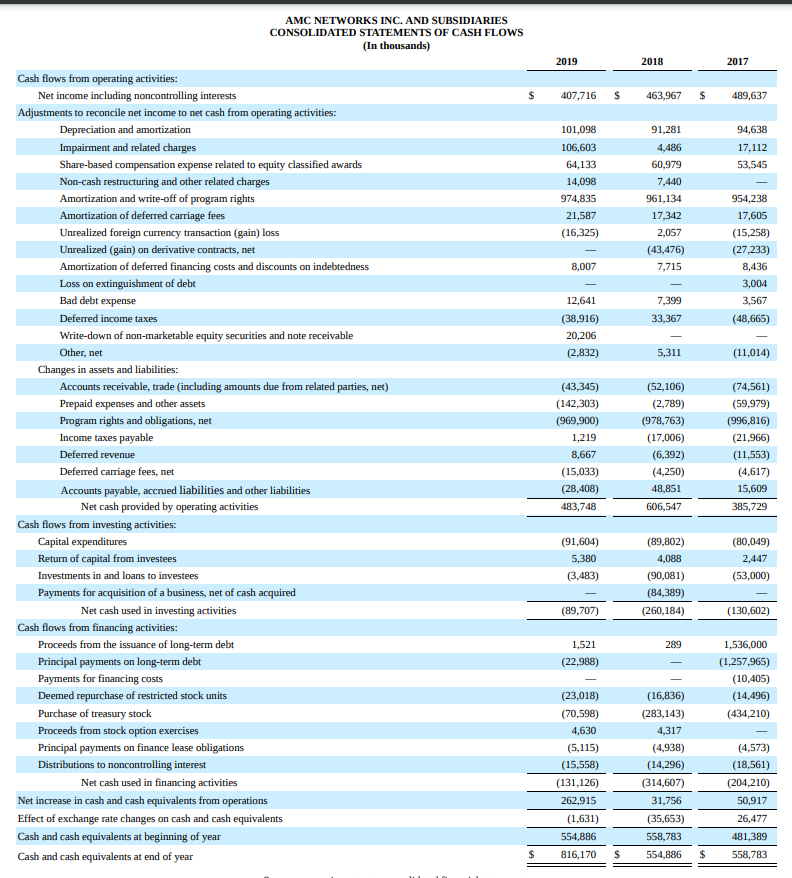 AMC NETWORKS INC. AND SUBSIDIARIES
CONSOLIDATED STATEMENTS OF CASH FLOWS
(In thousands)
2019 2018 2017
Cash flows from operating activities:
Net income including noncontrolling interests $ 407,716 $ 463,967 $ 489,637
Adjustments to reconcile net income to net cash from operating activities:
Depreciation and amortization 101,098 91,281 94,638
Impairment and related charges 106,603 4,486 17,112
Share-based compensation expense related to equity classified awards 64,133 60,979 53,545
Non-cash restructuring and other related charges 14,098 7,440 —
Amortization and write-off of program rights 974,835 961,134 954,238
Amortization of deferred carriage fees 21,587 17,342 17,605
Unrealized foreign currency transaction (gain) loss (16,325) 2,057 (15,258)
Unrealized (gain) on derivative contracts, net — (43,476) (27,233)
Amortization of deferred financing costs and discounts on indebtedness 8,007 7,715 8,436
Loss on extinguishment of debt — — 3,004
Bad debt expense 12,641 7,399 3,567
Deferred income taxes (38,916) 33,367 (48,665)
Write-down of non-marketable equity securities and note receivable 20,206 — —
Other, net (2,832) 5,311 (11,014)
Changes in assets and liabilities:
Accounts receivable, trade (including amounts due from related parties, net) (43,345) (52,106) (74,561)
Prepaid expenses and other assets (142,303) (2,789) (59,979)
Program rights and obligations, net (969,900) (978,763) (996,816)
Income taxes payable 1,219 (17,006) (21,966)
Deferred revenue 8,667 (6,392) (11,553)
Deferred carriage fees, net (15,033) (4,250) (4,617)
Accounts payable, accrued liabilities and other liabilities (28,408) 48,851 15,609
Net cash provided by operating activities 483,748 606,547 385,729
Cash flows from investing activities:
Capital expenditures (91,604) (89,802) (80,049)
Return of capital from investees 5,380 4,088 2,447
Investments in and loans to investees (3,483) (90,081) (53,000)
Payments for acquisition of a business, net of cash acquired — (84,389) —
Net cash used in investing activities (89,707) (260,184) (130,602)
Cash flows from financing activities:
Proceeds from the issuance of long-term debt 1,521 289 1,536,000
Principal payments on long-term debt (22,988) — (1,257,965)
Payments for financing costs — — (10,405)
Deemed repurchase of restricted stock units (23,018) (16,836) (14,496)
Purchase of treasury stock (70,598) (283,143) (434,210)
Proceeds from stock option exercises 4,630 4,317 —
Principal payments on finance lease obligations (5,115) (4,938) (4,573)
Distributions to noncontrolling interest (15,558) (14,296) (18,561)
Net cash used in financing activities (131,126) (314,607) (204,210)
Net increase in cash and cash equivalents from operations 262,915 31,756 50,917
Effect of exchange rate changes on cash and cash equivalents (1,631) (35,653) 26,477
Cash and cash equivalents at beginning of year 554,886 558,783 481,389
Cash and cash equivalents at end of year $ 816,170 $ 554,886 $ 558,783